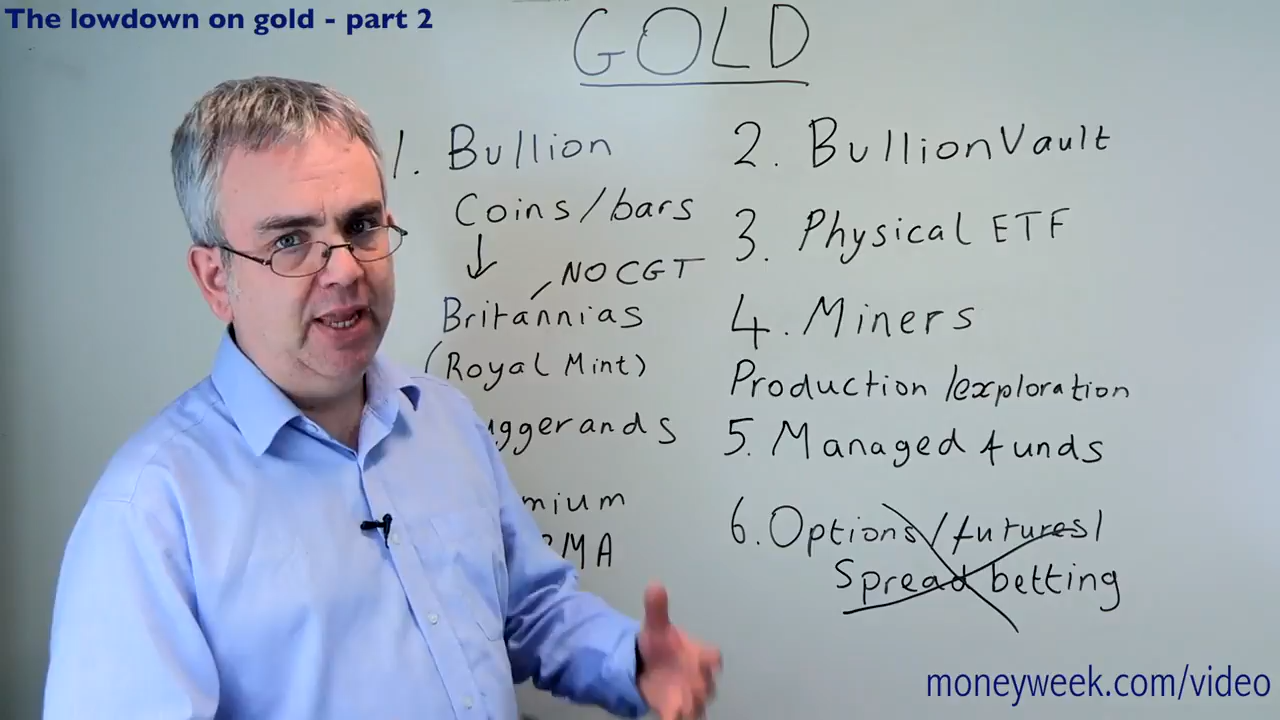 The lowdown on gold - part 2
GOLD
1. Bullion
Coins/bars
NO CGT
Britannias
(Royal Mint)
2. BullionVault
3. Physical ETF
4. Miners
Production/exploration
5. Managed funds
6. Options/futures/
Spread betting
moneyweek.com/video